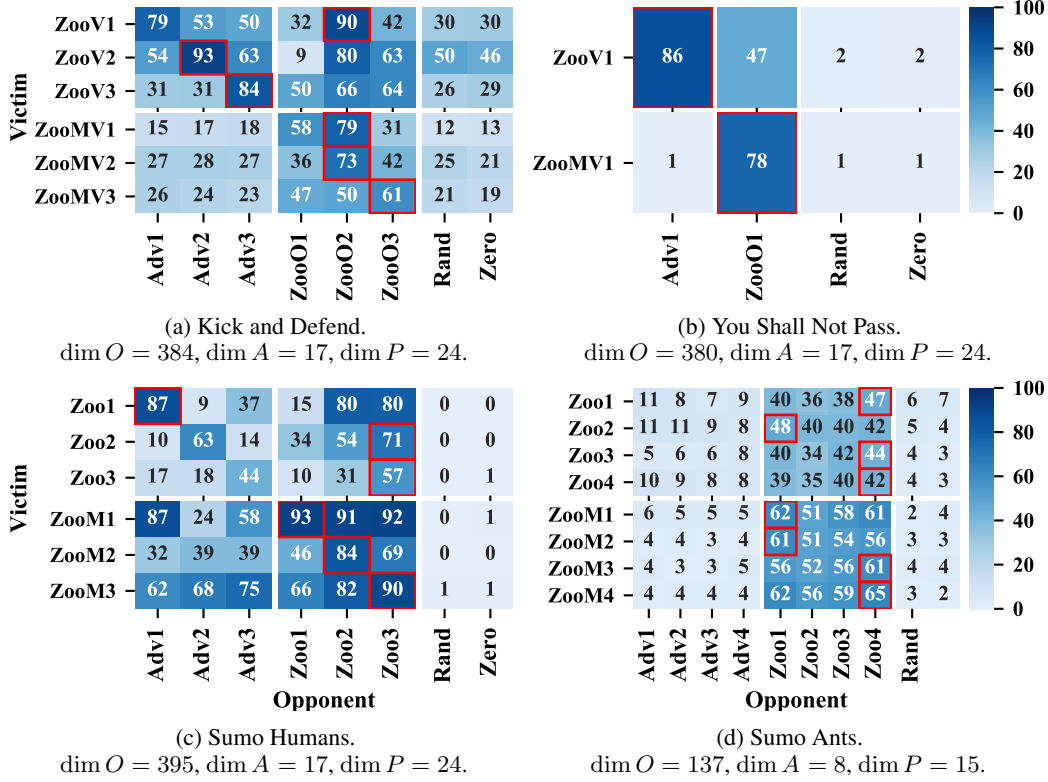 ZooV1 79 53 50 32 90 42 30 30
ZooV2 54 93 63 9 80 63 50 46
ZooV3 31 31 84 50 66 64 26 29
ZooMV1 15 17 18 58 79 31 12 13
ZooMV2 27 28 27 36 73 42 25 21
ZooMV3 26 24 23 47 50 61 21 19
Victim
Adv1 Adv2 Adv3 ZooO1 ZooO2 ZooO3 Rand Zero
(a) Kick and Defend.
dim O = 384, dim A = 17, dim P = 24.
ZooV1 86 47 2 2
ZooMV1 1 78 1 1
Adv1 ZooO1 Rand Zero
100
80
60
40
20
0
(b) You Shall Not Pass.
dim O = 380, dim A = 17, dim P = 24.
Zoo1 87 9 37 15 80 80 0 0
Zoo2 10 63 14 34 54 71 0 0
Zoo3 17 18 44 10 31 57 0 1
ZooM1 87 24 58 93 91 92 0 1
ZooM2 32 39 39 46 84 69 0 0
ZooM3 62 68 75 66 82 90 1 1
Victim
Adv1 Adv2 Adv3 Zoo1 Zoo2 Zoo3 Rand Zero
Opponent
(c) Sumo Humans.
dim O = 395, dim A = 17, dim P = 24.
Zoo1 11 8 7 9 40 36 38 47 6 7
Zoo2 11 11 9 8 48 40 40 42 5 4
Zoo3 5 6 6 8 40 34 42 44 4 3
Zoo4 10 9 8 8 39 35 40 42 4 3
ZooM1 6 5 5 5 62 51 58 61 2 4
ZooM2 4 4 3 4 61 51 54 56 3 3
ZooM3 4 3 3 5 56 52 56 61 4 4
ZooM4 4 4 4 4 62 56 59 65 3 2
Adv1 Adv2 Adv3 Adv4 Zoo1 Zoo2 Zoo3 Zoo4 Rand
Opponent
100
80
60
40
20
0
(d) Sumo Ants.
dim O = 137, dim A = 8, dim P = 15.